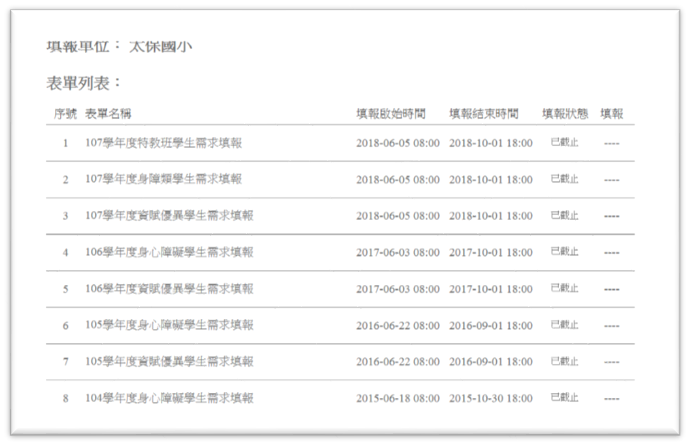 填報單位： 太保國小
表單列表：
序號 表單名稱 填報啟始時間 填報結束時間 填報狀態 填報
1 107學年度特教班學生需求填報 2018-06-05 08:00 2018-10-01 18:00 已截止 ----
2 107學年度身障類學生需求填報 2018-06-05 08:00 2018-10-01 18:00 已截止 ----
3 107學年度資賦優異學生需求填報 2018-06-05 08:00 2018-10-01 18:00 已截止 ----
4 106學年度身心障礙學生需求填報 2017-06-03 08:00 2017-10-01 18:00 已截止 ----
5 106學年度資賦優異學生需求填報 2017-06-03 08:00 2017-10-01 18:00 已截止 ----
6 105學年度身心障礙學生需求填報 2016-06-22 08:00 2016-09-01 18:00 已截止 ----
7 105學年度資賦優異學生需求填報 2016-06-22 08:00 2016-09-01 18:00 已截止 ----
8 104學年度身心障礙學生需求填報 2015-06-18 08:00 2015-10-30 18:00 已截止 ----